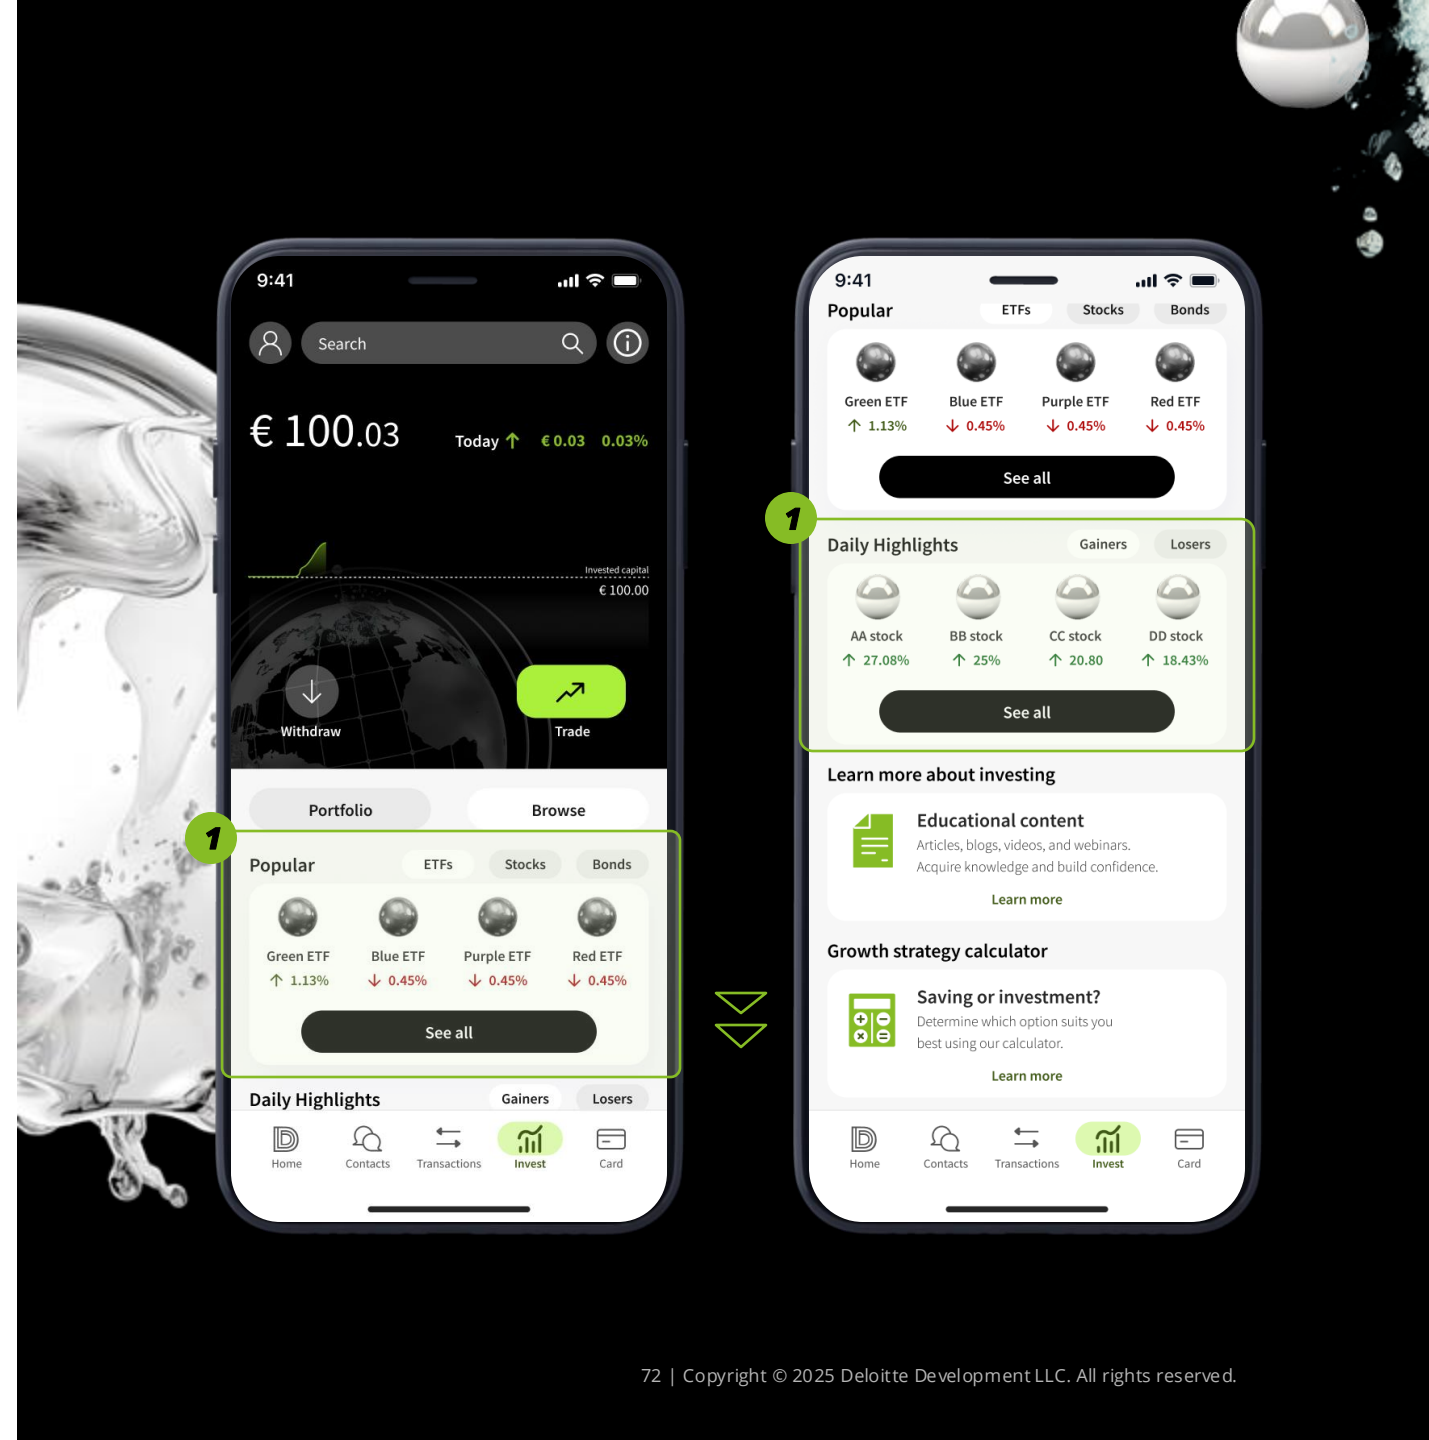 9:41
Search
€ 100.03
Today ↑ € 0.03 0.03%
Invested capital
€ 100.00
Withdraw
Trade
Portfolio
Browse
1
Popular
ETFs
Stocks
Bonds
Green ETF
Blue ETF
Purple ETF
Red ETF
↑ 1.13%
↓ 0.45%
↓ 0.45%
↓ 0.45%
See all
Daily Highlights
Gainers
Losers
Home
Contacts
Transactions
Invest
Card
9:41
Popular
ETFs
Stocks
Bonds
Green ETF
Blue ETF
Purple ETF
Red ETF
↑ 1.13%
↓ 0.45%
↓ 0.45%
↓ 0.45%
See all
1
Daily Highlights
Gainers
Losers
AA stock
BB stock
CC stock
DD stock
↑ 27.08%
↑ 25%
↑ 20.80
↑ 18.43%
See all
Learn more about investing
Educational content
Articles, blogs, videos, and webinars.
Acquire knowledge and build confidence.
Learn more
Growth strategy calculator
Saving or investment?
Determine which option suits you
best using our calculator.
Learn more
Home
Contacts
Transactions
Invest
Card
72 | Copyright © 2025 Deloitte Development LLC. All rights reserved.